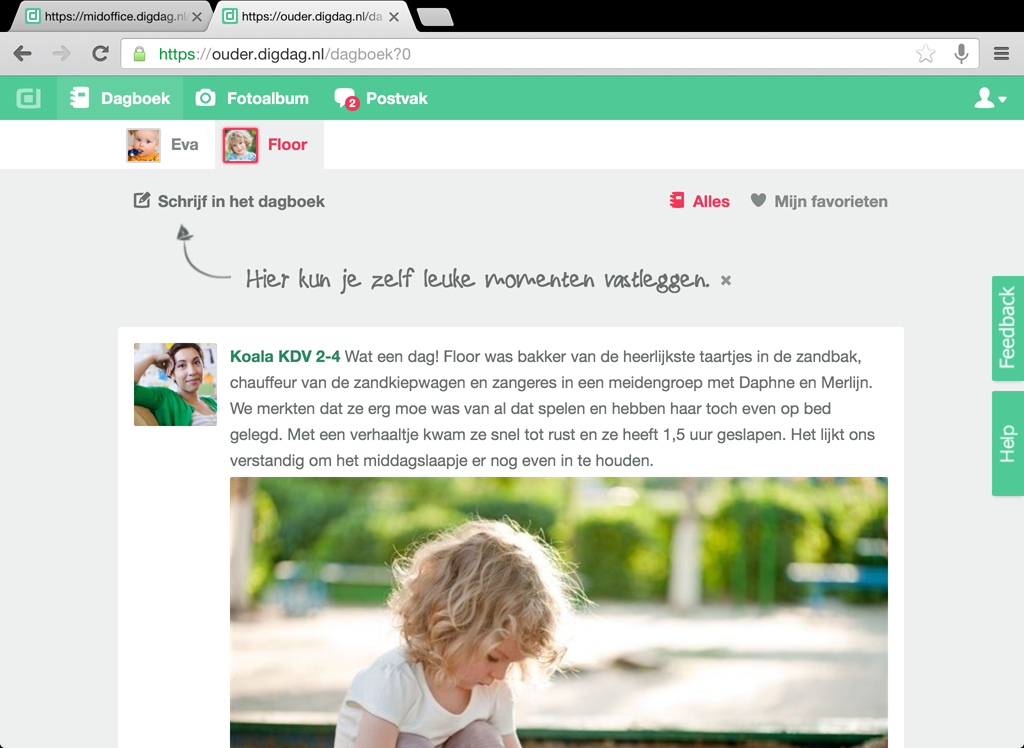 https://midoffice.digdag.nl/
https://ouder.digdag.nl/da
https://ouder.digdag.nl/dagboek?0
Dagboek
Fotoalbum
2
Postvak
Eva
Floor
Schrijf in het dagboek
Alles
Mijn favorieten
Hier kun je zelf leuke momenten vastleggen.
Feedback
Help
Koala KDV 2-4 Wat een dag! Floor was bakker van de heerlijkste taartjes in de zandbak,
chauffeur van de zandkiepwagen en zangeres in een meidengroep met Daphne en Merlijn.
We merkten dat ze erg moe was van al dat spelen en hebben haar toch even op bed
gelegd. Met een verhaaltje kwam ze snel tot rust en ze heeft 1,5 uur geslapen. Het lijkt ons
verstandig om het middagslaapje er nog even in te houden.